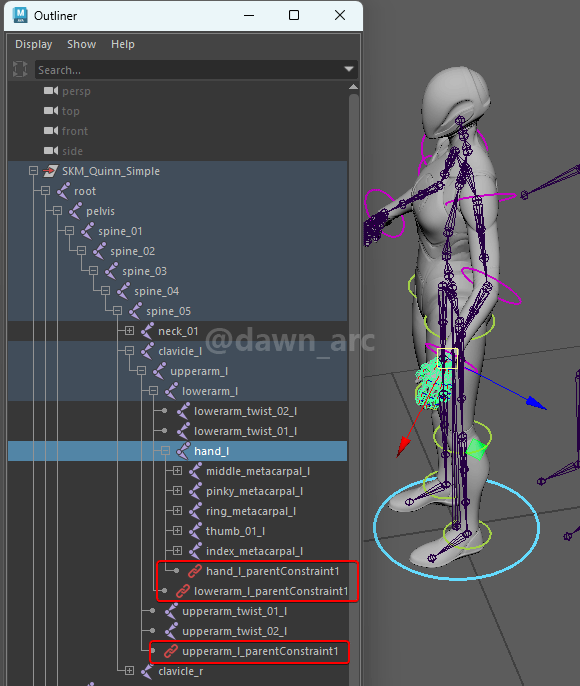 Outliner
Display Show Help
Search...
persp
top
front
side
SKM_Quinn_Simple
root
pelvis
spine_01
spine_02
spine_03
spine_04
spine_05
neck_01
clavicle_l
upperarm_l
lowerarm_l
lowerarm_twist_02_l
lowerarm_twist_01_l
hand_l
middle_metacarpal_l
pinky_metacarpal_l
ring_metacarpal_l
thumb_01_l
index_metacarpal_l
hand_l_parentConstraint1
lowerarm_l_parentConstraint1
upperarm_twist_01_l
upperarm_twist_02_l
upperarm_l_parentConstraint1
clavicle_r
@dawn_arc